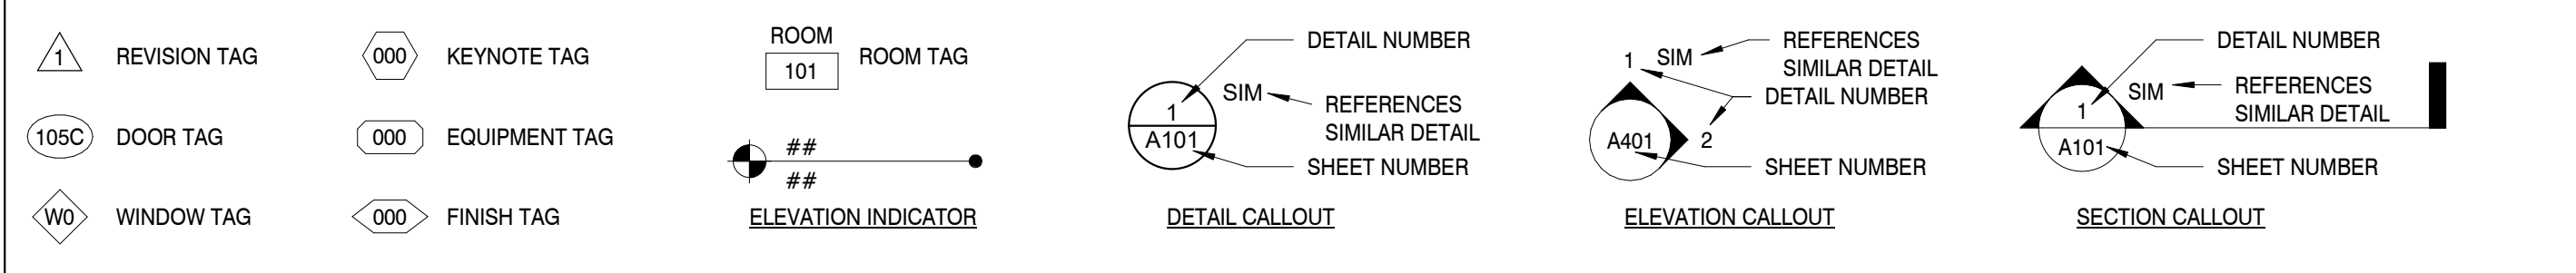 1 REVISION TAG
105C DOOR TAG
W0 WINDOW TAG
000 KEYNOTE TAG
000 EQUIPMENT TAG
000 FINISH TAG
ROOM
101 ROOM TAG
##
##
ELEVATION INDICATOR
DETAIL NUMBER
1 SIM
REFERENCES
SIMILAR DETAIL
A101
SHEET NUMBER
DETAIL CALLOUT
1 SIM REFERENCES
SIMILAR DETAIL
DETAIL NUMBER
A401 2
SHEET NUMBER
ELEVATION CALLOUT
DETAIL NUMBER
1 SIM REFERENCES
SIMILAR DETAIL
A101
SHEET NUMBER
SECTION CALLOUT